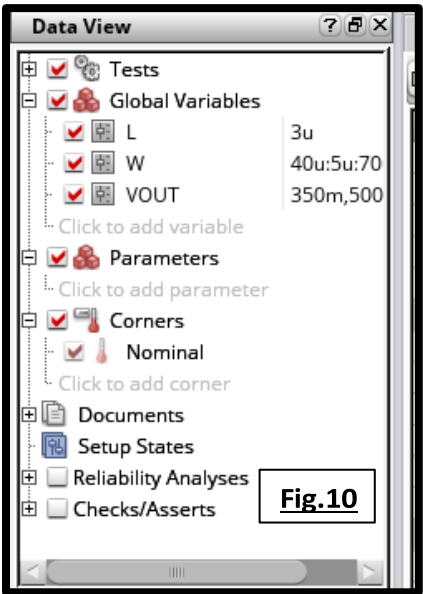 Data View
Tests
Global Variables
L 3u
W 40u:5u:70
VOUT 350m,500
Click to add variable
Parameters
Click to add parameter
Corners
Nominal
Click to add corner
Documents
Setup States
Reliability Analyses
Checks/Asserts
Fig.10